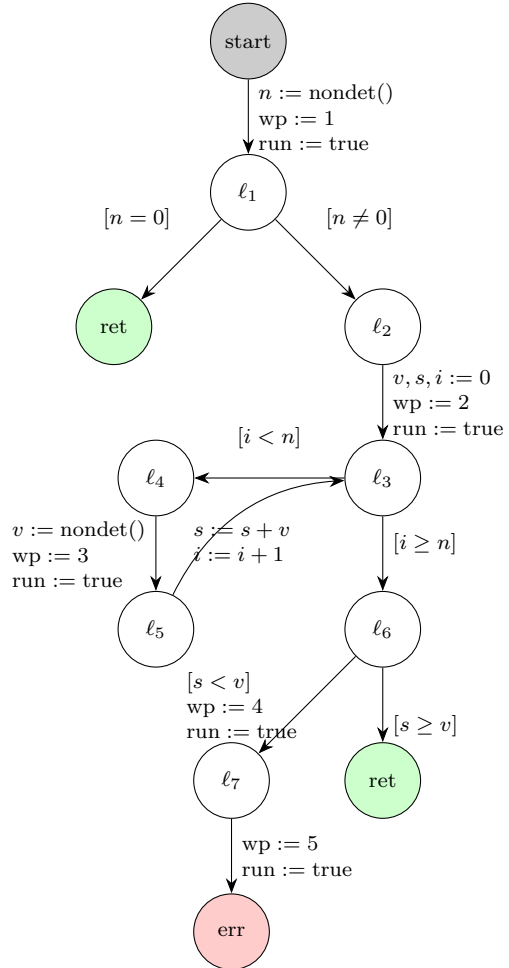 start
n := nondet()
wp := 1
run := true
ℓ₁
[n = 0]
[n ≠ 0]
ret
ℓ₂
v, s, i := 0
wp := 2
run := true
[i < n]
ℓ₄
ℓ₃
v := nondet()
wp := 3
run := true
s := s + v
i := i + 1
[i ≥ n]
ℓ₅
ℓ₆
[s < v]
wp := 4
run := true
[s ≥ v]
ℓ₇
ret
wp := 5
run := true
err